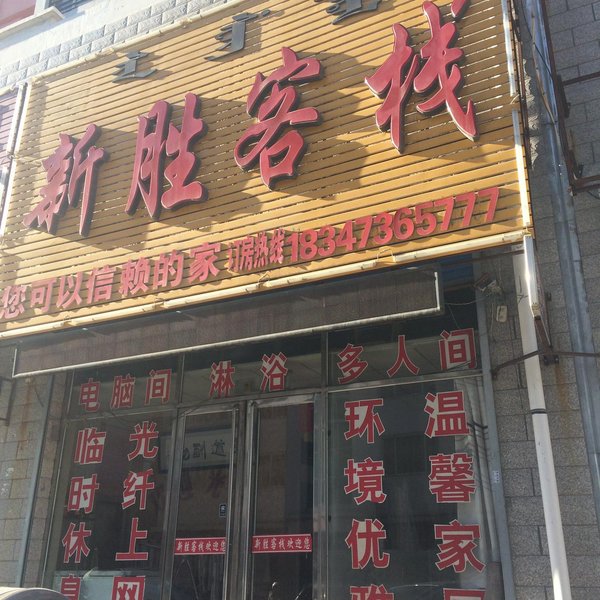 新胜客栈
您可以信赖的家 订房热线18347365777
电脑间 淋浴 多人间
临时休息
光纤上网
环境优雅
温馨家
新胜客栈欢迎您
新胜客栈欢迎您